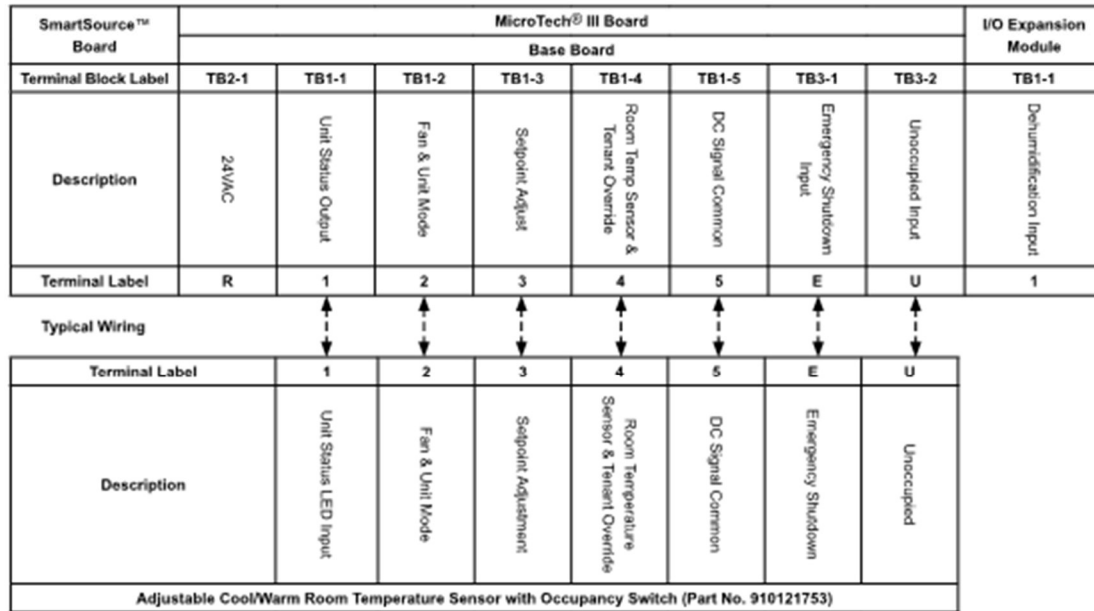 SmartSource™ Board
MicroTech® III Board
I/O Expansion Module
Base Board
Terminal Block Label TB2-1 TB1-1 TB1-2 TB1-3 TB1-4 TB1-5 TB3-1 TB3-2 TB1-1
Description
24VAC
Unit Status Output
Fan & Unit Mode
Setpoint Adjust
Room Temp Sensor &
Tenant Override
DC Signal Common
Emergency Shutdown
Input
Unoccupied Input
Dehumidification Input
Terminal Label R 1 2 3 4 5 E U 1
Typical Wiring
Terminal Label 1 2 3 4 5 E U
Description
Unit Status LED Input
Fan & Unit Mode
Setpoint Adjustment
Room Temperature
Sensor & Tenant Override
DC Signal Common
Emergency Shutdown
Unoccupied
Adjustable Cool/Warm Room Temperature Sensor with Occupancy Switch (Part No. 910121753)